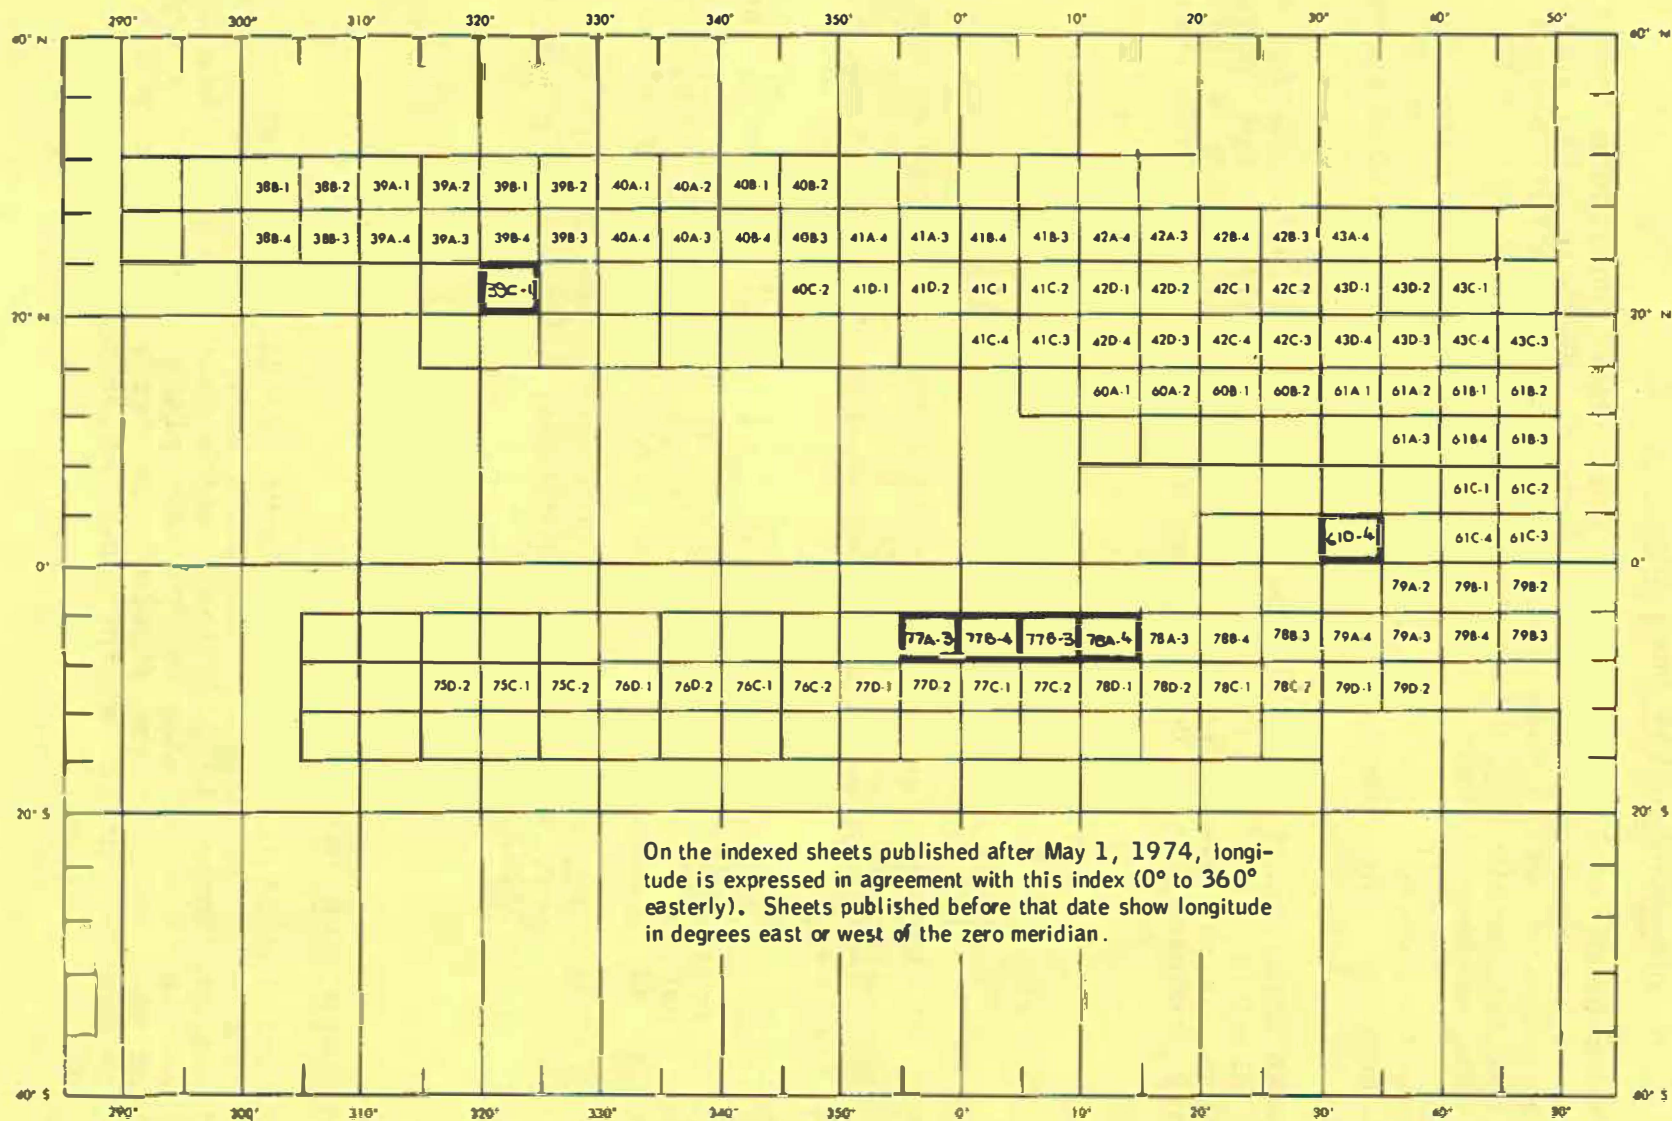 290° 300° 310° 320° 330° 340° 350° 0° 10° 20° 30° 40° 50°
40° N 40° N
38B-1 38B-2 39A-1 39A-2 39B-1 39B-2 40A-1 40A-2 40B-1 40B-2
38B-4 38B-3 39A-4 39A-3 39B-4 39B-3 40A-4 40A-3 40B-4 40B-3 41A-4 41A-3 41B-4 41B-3 42A-4 42A-3 42B-4 42B-3 43A-4
39C-1 40C-2 41D-1 41D-2 41C-1 41C-2 42D-1 42D-2 42C-1 42C-2 43D-1 43D-2 43C-1
20° N 20° N
41C-4 41C-3 42D-4 42D-3 42C-4 42C-3 43D-4 43D-3 43C-4 43C-3
60A-1 60A-2 60B-1 60B-2 61A 1 61A 2 61B-1 61B-2
61A-3 61B4 61B-3
61C-1 61C-2
61D-4 61C-4 61C-3
0° 0°
79A-2 79B-1 79B-2
77A-3 77B-4 77B-3 78A-4 78A-3 78B-4 78B-3 79A-4 79A-3 79B-4 79B-3
75D-2 75C-1 75C-2 76D-1 76D-2 76C-1 76C-2 77D-1 77D-2 77C-1 77C-2 78D-1 78D-2 78C-1 78C-2 79D-1 79D-2
20° S 20° S
On the indexed sheets published after May 1, 1974, longi-
tude is expressed in agreement with this index (0° to 360°
easterly). Sheets published before that date show longitude
in degrees east or west of the zero meridian.
40° S 40° S
290° 300° 310° 320° 330° 340° 350° 0° 10° 20° 30° 40° 50°